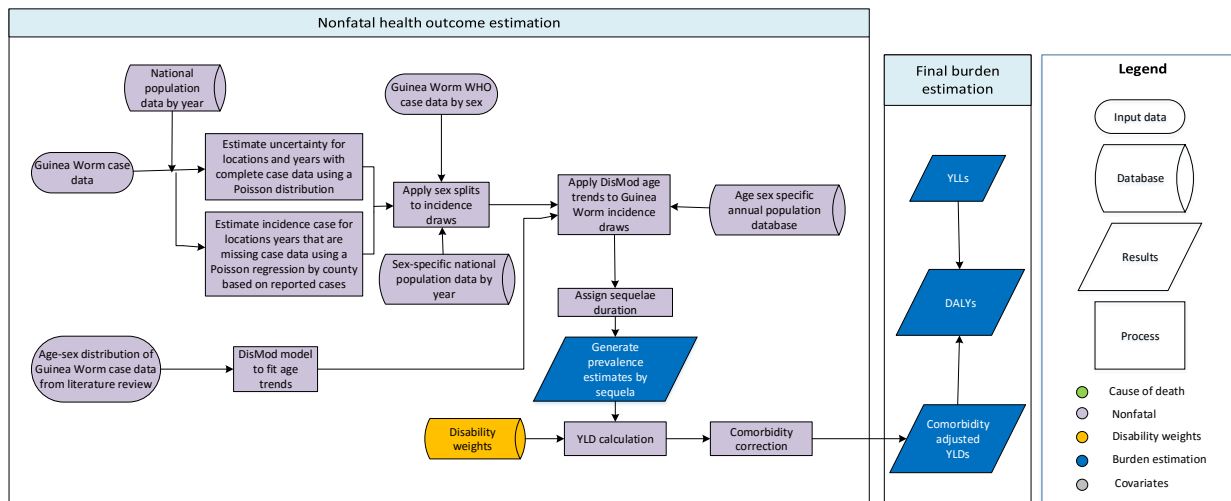 Nonfatal health outcome estimation
National
population
data by year
Guinea Worm WHO
case data by sex
Guinea Worm case
data
Estimate uncertainty for
locations and years with
complete case data using a
Poisson distribution
Estimate incidence case for
locations years that are
missing case data using a
Poisson regression by county
based on reported cases
Apply sex splits
to incidence
draws
Sex-specific national
population data by
year
Apply DisMod age
trends to Guinea
Worm incidence
draws
Age sex specific
annual population
database
Assign sequelae
duration
Generate
prevalence
estimates by
sequela
Age-sex distribution of
Guinea Worm case data
from literature review
DisMod model
to fit age
trends
Disability
weights
YLD calculation
Comorbidity
correction
Final burden
estimation
YLLs
DALYs
Comorbidity
adjusted
YLDs
Legend
Input data
Database
Results
Process
Cause of death
Nonfatal
Disability weights
Burden estimation
Covariates